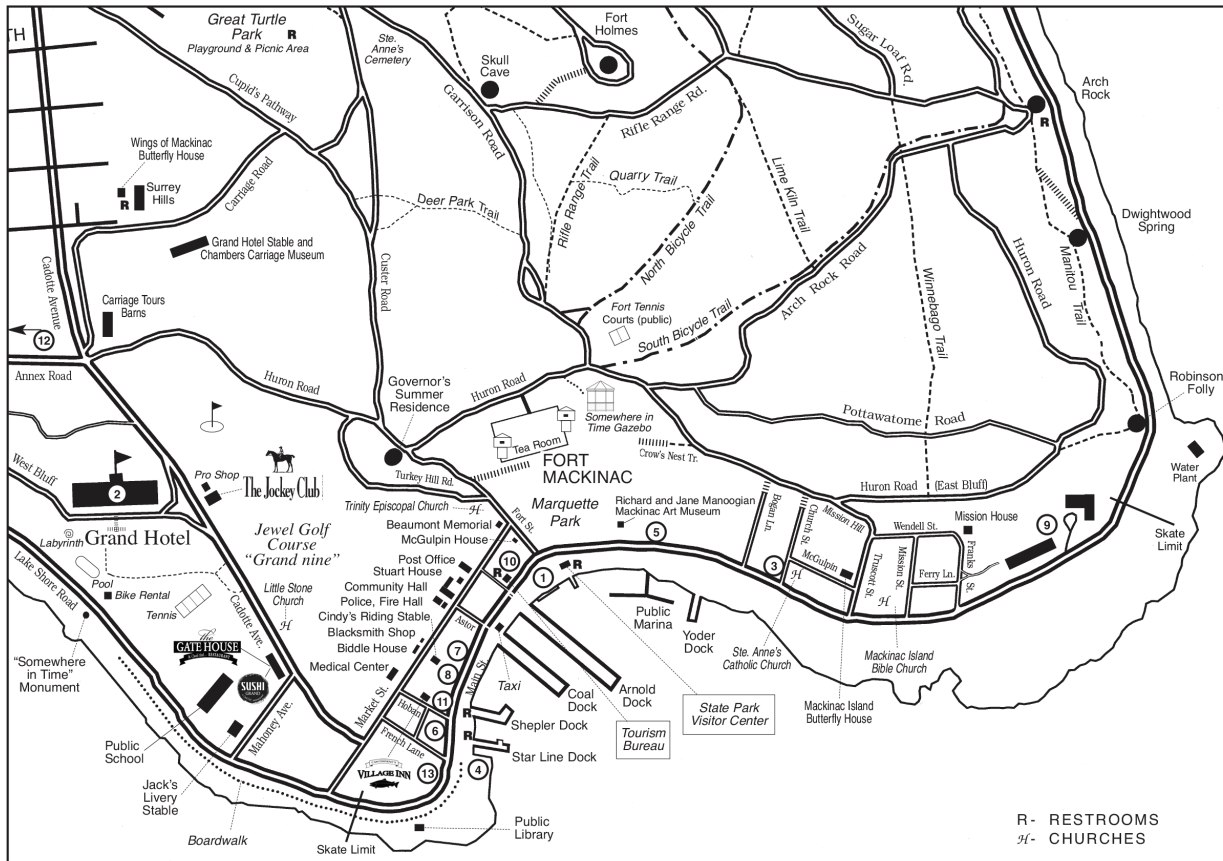 TH
Great Turtle
Park R
Playground & Picnic Area
Ste.
Anne's
Cemetery
Fort
Holmes
Skull
Cave
Sugar Loaf Rd.
Arch
Rock
R
Cupid's Pathway
Garrison Road
Rifle Range Rd.
Wings of Mackinac
Butterfly House
R
Surrey
Hills
Carriage Road
Rifle Range Trail
Quarry Trail
Lime Kiln Trail
Deer Park Trail
North Bicycle Trail
Dwightwood
Spring
Grand Hotel Stable and
Chambers Carriage Museum
Cadotte Avenue
Custer Road
Arch Rock Road
Winnebago Trail
Huron Road
Manitou Trail
Carriage Tours
Barns
Fort Tennis
Courts (public)
South Bicycle Trail
12
Annex Road
Huron Road
Governor's
Summer
Residence
Huron Road
Somewhere in
Time Gazebo
Pottawatome Road
Robinson
Folly
Tea Room
Crow's Nest Tr.
FORT
MACKINAC
West Bluff
2
Pro Shop
The Jockey Club
Turkey Hill Rd.
Water
Plant
Huron Road (East Bluff)
Trinity Episcopal Church H
Marquette
Park
Richard and Jane Manoogian
Mackinac Art Museum
Fort St.
Bogan Ln.
Church St.
Mission Hill
Mission House
9
Skate
Limit
Labyrinth
Grand Hotel
Jewel Golf
Course
"Grand nine"
Beaumont Memorial
McGulpin House
5
Wendell St.
Franks St.
Lake Shore Road
Post Office
Stuart House
Community Hall
Police, Fire Hall
Cindy's Riding Stable
Blacksmith Shop
Biddle House
Medical Center
10
R
1
R
3
McGulpin
H
Truscott St.
Mission St.
Ferry Ln.
H
Pool
Bike Rental
Tennis
Little Stone
Church
H
Cadotte Ave.
Astor
Main St.
Public
Marina
Yoder
Dock
Ste. Anne's
Catholic Church
Mackinac Island
Bible Church
"Somewhere
in Time"
Monument
The
GATE HOUSE
SUSHI
GRAND
7
8
11
Taxi
Coal
Dock
Arnold
Dock
State Park
Visitor Center
Mackinac Island
Butterfly House
Market St.
Hoban
6
R
Shepler Dock
Tourism
Bureau
Public
School
Mahoney Ave.
French Lane
R
Star Line Dock
VILLAGE INN
13
4
Jack's
Livery
Stable
Boardwalk
Skate Limit
Public
Library
R- RESTROOMS
H- CHURCHES